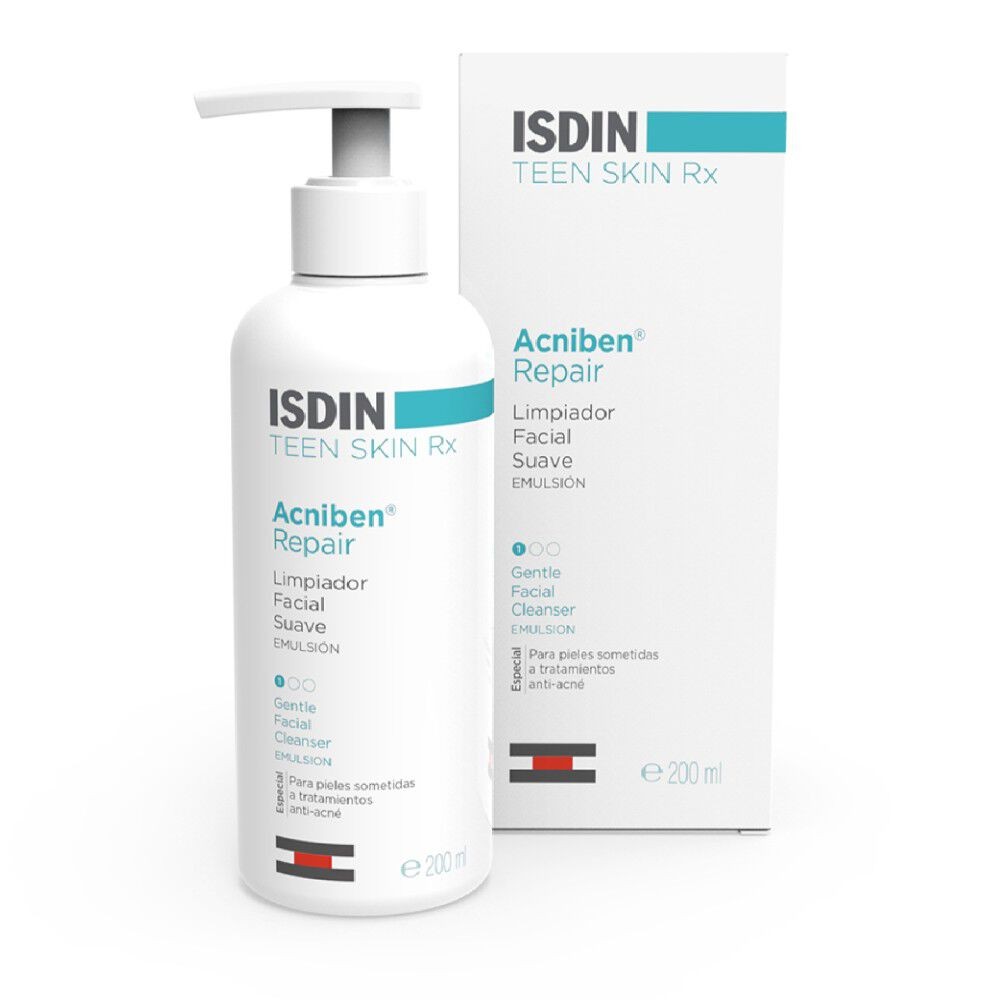 ISDIN
TEEN SKIN Rx
Acniben®
Repair
Limpiador
Facial
Suave
EMULSIÓN
1
Gentle
Facial
Cleanser
EMULSION
Especial
Para pieles sometidas
a tratamientos
anti-acné
e 200 ml
ISDIN
TEEN SKIN Rx
Acniben®
Repair
Limpiador
Facial
Suave
EMULSIÓN
1
Gentle
Facial
Cleanser
EMULSION
Especial
Para pieles sometidas
a tratamientos
anti-acné
e 200 ml